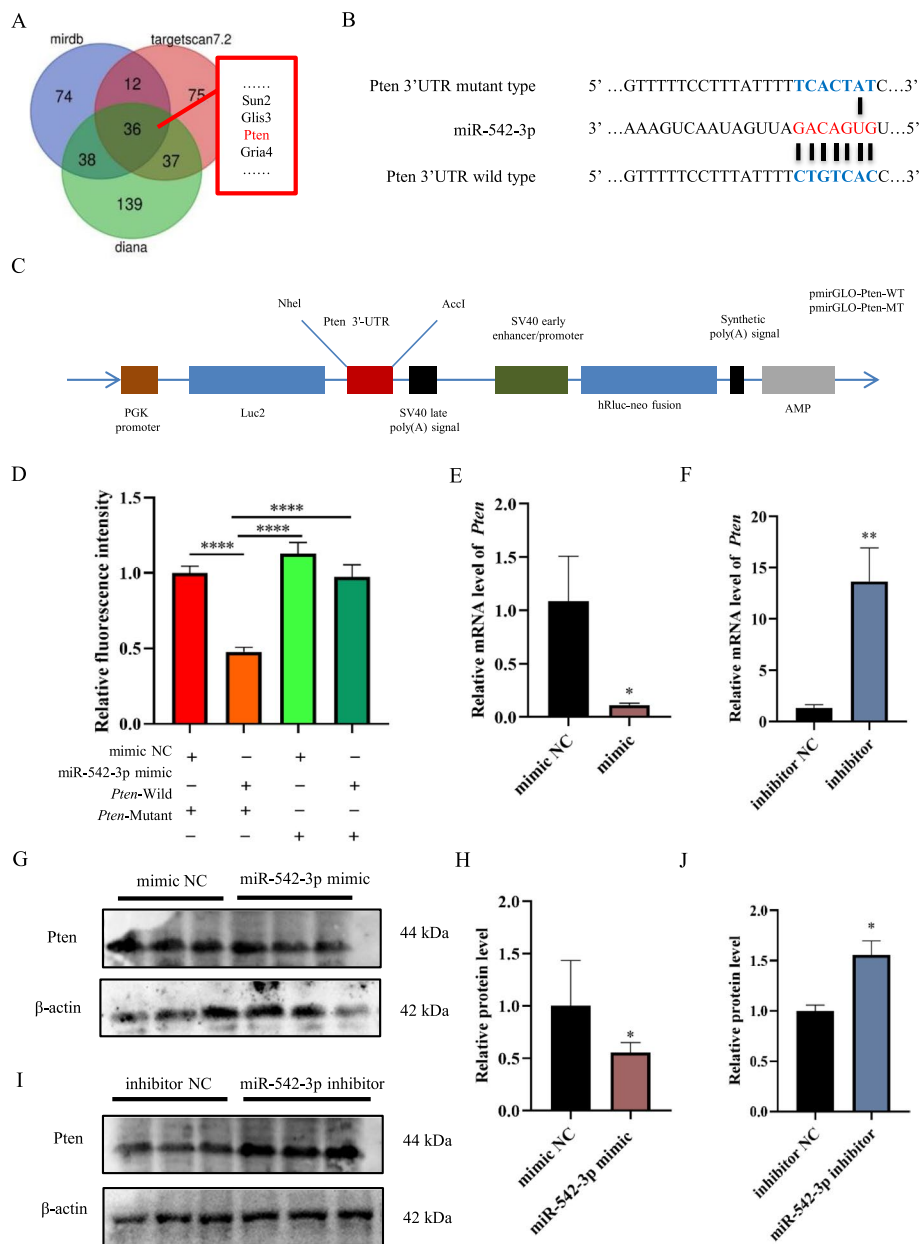 A
mirdb
targetscan7.2
74
12
75
36
38
37
139
diana
……
Sun2
Glis3
Pten
Gria4
……
B
Pten 3’UTR mutant type 5’ …GTTTTTCCTTTATTTTTCACTATC…3’
miR-542-3p 3’ …AAAGUCAAUAGUUAGACAGUGU…5’
Pten 3’UTR wild type 5’ …GTTTTTCCTTTATTTTCTGTCACC…3’
C
NheI
Pten 3'-UTR
AccI
SV40 early
enhancer/promoter
Synthetic
poly(A) signal
pmirGLO-Pten-WT
pmirGLO-Pten-MT
PGK
promoter
Luc2
SV40 late
poly(A) signal
hRluc-neo fusion
AMP
D
Relative fluorescence intensity
1.5
1.0
0.5
0.0
****
****
****
mimic NC + − + −
miR-542-3p mimic − + − +
Pten-Wild + + − −
Pten-Mutant − − + +
E
Relative mRNA level of Pten
2.0
1.5
1.0
0.5
0.0
*
mimic NC
mimic
F
Relative mRNA level of Pten
20
15
10
5
0
**
inhibitor NC
inhibitor
G
mimic NC
miR-542-3p mimic
Pten
44 kDa
β-actin
42 kDa
H
Relative protein level
2.0
1.5
1.0
0.5
0.0
*
mimic NC
miR-542-3p mimic
J
Relative protein level
2.0
1.5
1.0
0.5
0.0
*
inhibitor NC
miR-542-3p inhibitor
I
inhibitor NC
miR-542-3p inhibitor
Pten
44 kDa
β-actin
42 kDa